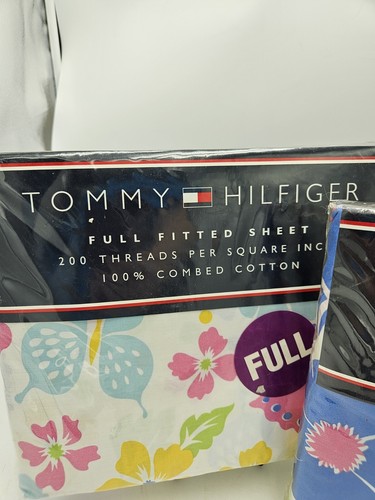 TOMMY HILFIGER
FULL FITTED SHEET
200 THREADS PER SQUARE INC
100% COMBED COTTON
FULL